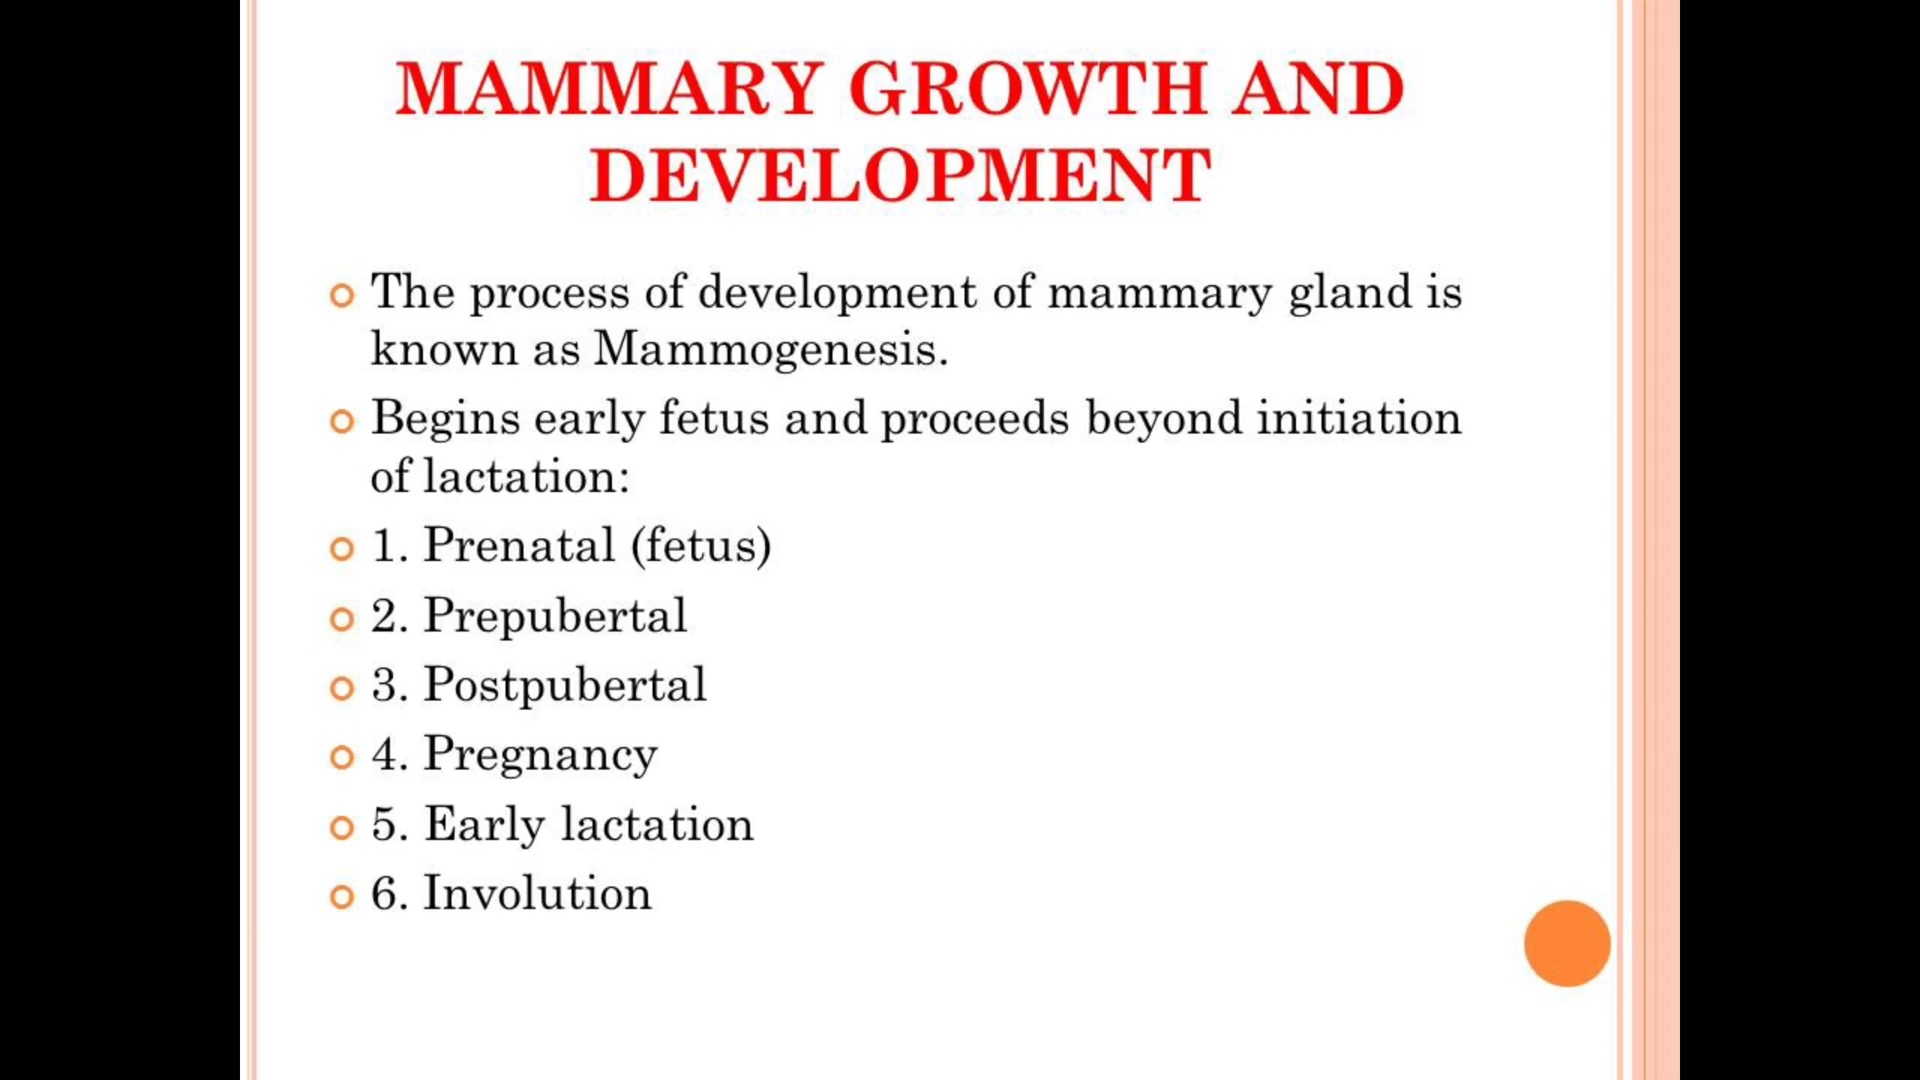 MAMMARY GROWTH AND
DEVELOPMENT
The process of development of mammary gland is
known as Mammogenesis.
Begins early fetus and proceeds beyond initiation
of lactation:
1. Prenatal (fetus)
2. Prepubertal
3. Postpubertal
4. Pregnancy
5. Early lactation
6. Involution